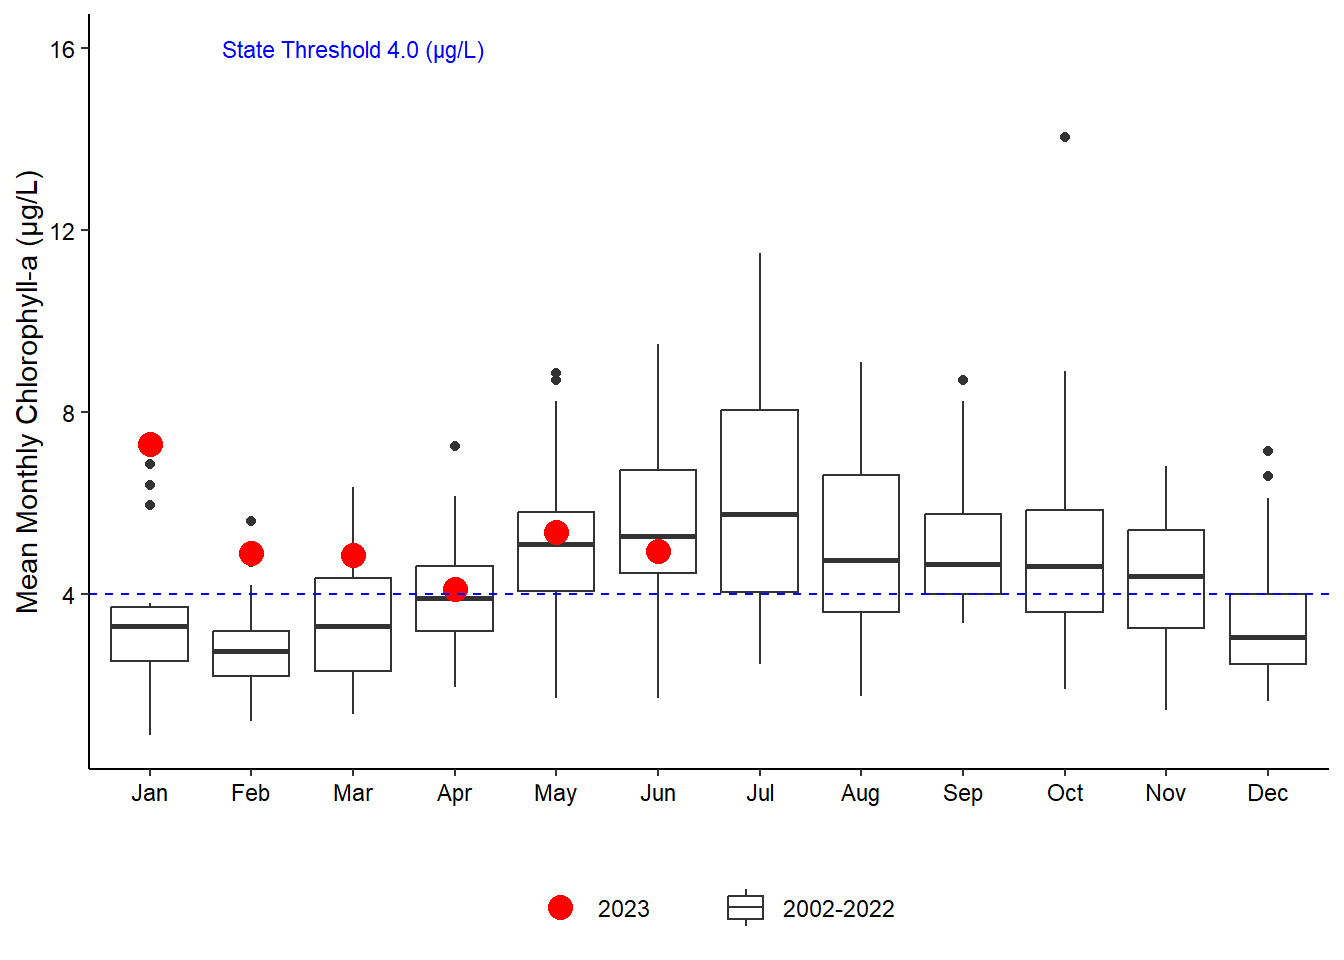 State Threshold 4.0 (µg/L)
Mean Monthly Chlorophyll-a (µg/L)
16
12
8
4
Jan Feb Mar Apr May Jun Jul Aug Sep Oct Nov Dec
2023 2002-2022